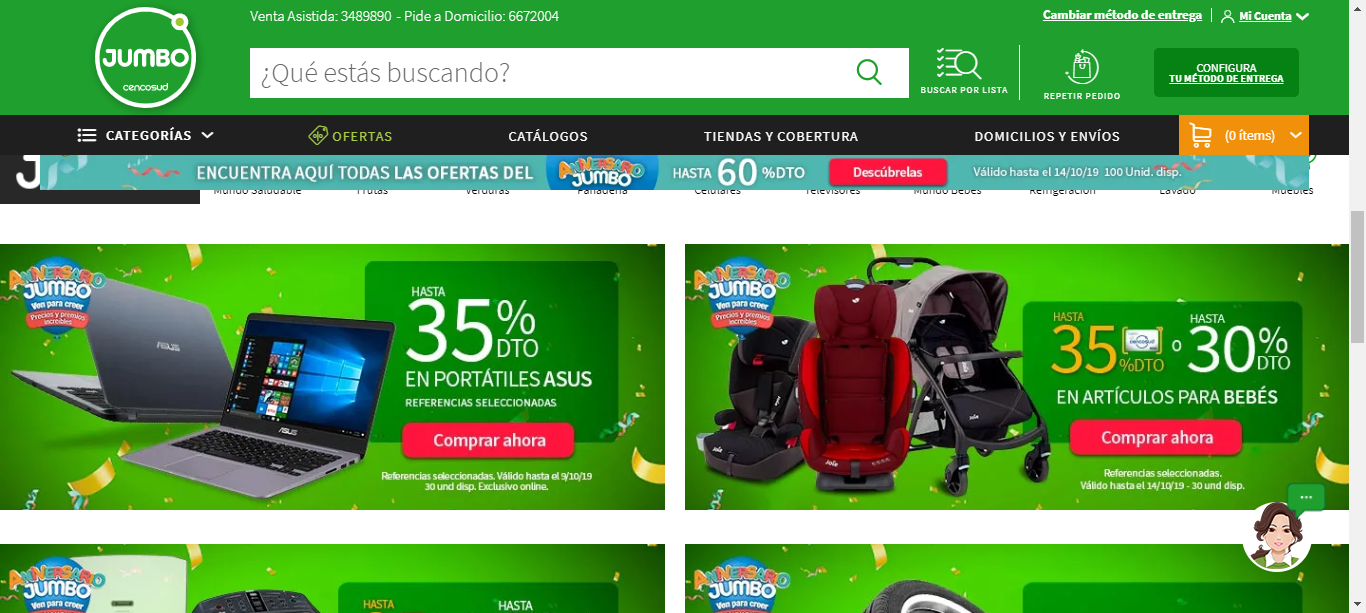 Venta Asistida: 3489890 - Pide a Domicilio: 6672004
Cambiar método de entrega
Mi Cuenta
JUMBO
cencosud
¿Qué estás buscando?
BUSCAR POR LISTA
REPETIR PEDIDO
CONFIGURA
TU MÉTODO DE ENTREGA
CATEGORÍAS
OFERTAS
CATÁLOGOS
TIENDAS Y COBERTURA
DOMICILIOS Y ENVÍOS
(0 ítems)
ENCUENTRA AQUÍ TODAS LAS OFERTAS DEL
ANIVERSARIO
JUMBO
HASTA 60 %DTO
Descúbrelas
Válido hasta el 14/10/19 100 Unid. disp.
Mundo Saludable
Frutas
Verduras
Panadería
Celulares
Televisores
Mundo Bebés
Refrigeración
Lavado
Muebles
ANIVERSARIO
JUMBO
Ven para creer
Precios y premios
increíbles
ASUS
ASUS
HASTA
35%
DTO
EN PORTÁTILES ASUS
REFERENCIAS SELECCIONADAS
Comprar ahora
Referencias seleccionadas. Válido hasta el 9/10/19
30 und disp. Exclusivo online.
ANIVERSARIO
JUMBO
Ven para creer
Precios y premios
increíbles
Joie
Joie
HASTA
35
%DTO
cencosud
o
HASTA
30%
DTO
EN ARTÍCULOS PARA BEBÉS
Comprar ahora
Referencias seleccionadas.
Válido hasta el 14/10/19 - 30 und disp.
ANIVERSARIO
JUMBO
Ven para creer
HASTA
HASTA
ANIVERSARIO
JUMBO
Ven para creer